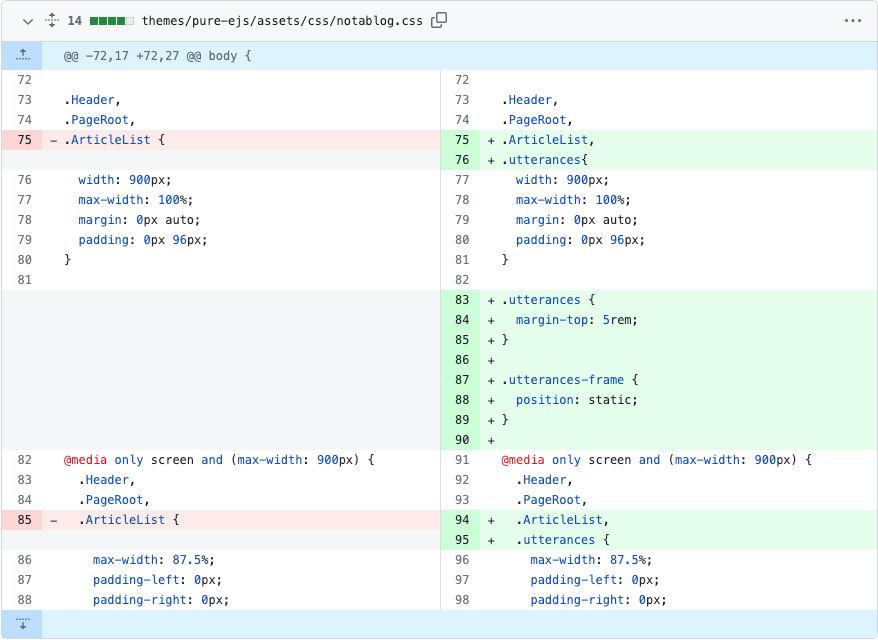 14 themes/pure-ejs/assets/css/notablog.css
@@ -72,17 +72,27 @@ body {
72
73 .Header,
74 .PageRoot,
75 - .ArticleList {
76 width: 900px;
77 max-width: 100%;
78 margin: 0px auto;
79 padding: 0px 96px;
80 }
81
82 @media only screen and (max-width: 900px) {
83 .Header,
84 .PageRoot,
85 - .ArticleList {
86 max-width: 87.5%;
87 padding-left: 0px;
88 padding-right: 0px;
72
73 .Header,
74 .PageRoot,
75 + .ArticleList,
76 + .utterances{
77 width: 900px;
78 max-width: 100%;
79 margin: 0px auto;
80 padding: 0px 96px;
81 }
82
83 + .utterances {
84 + margin-top: 5rem;
85 + }
86 +
87 + .utterances-frame {
88 + position: static;
89 + }
90 +
91 @media only screen and (max-width: 900px) {
92 .Header,
93 .PageRoot,
94 + .ArticleList,
95 + .utterances {
96 max-width: 87.5%;
97 padding-left: 0px;
98 padding-right: 0px;